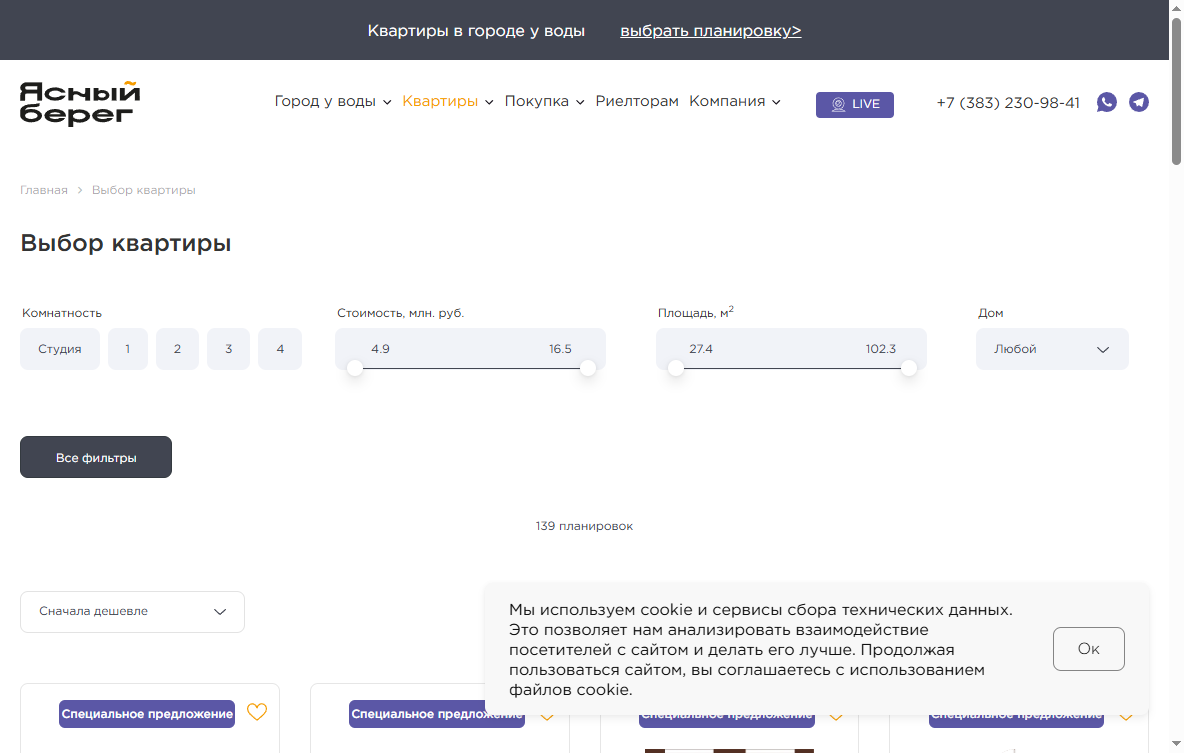 Квартиры в городе у воды выбрать планировку>
Ясный
берег
Город у воды Квартиры Покупка Риелторам Компания LIVE +7 (383) 230-98-41
Главная > Выбор квартиры
Выбор квартиры
Комнатность Стоимость, млн. руб. Площадь, м² Дом
Студия 1 2 3 4 4.9 16.5 27.4 102.3 Любой
Все фильтры
139 планировок
Сначала дешевле
Мы используем cookie и сервисы сбора технических данных.
Это позволяет нам анализировать взаимодействие
посетителей с сайтом и делать его лучше. Продолжая
пользоваться сайтом, вы соглашаетесь с использованием
файлов cookie.
Ок
Специальное предложение Специальное предложение Специальное предложение Специальное предложение